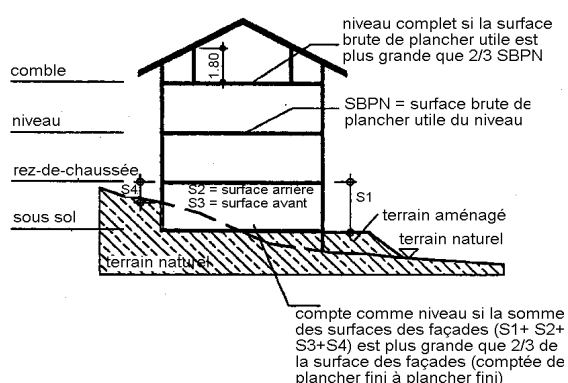 niveau complet si la surface
brute de plancher utile est
plus grande que 2/3 SBPN
1.80
comble
SBPN = surface brute de
plancher utile du niveau
niveau
rez-de-chaussée
S4
S2 = surface arrière
S3 = surface avant
S1
sous sol
terrain aménagé
terrain naturel
terrain naturel
compte comme niveau si la somme
des surfaces des façades (S1+ S2+
S3+S4) est plus grande que 2/3 de
la surface des façades (comptée de
plancher fini à plancher fini)